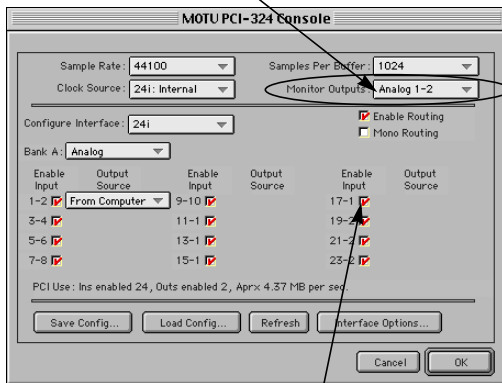 MOTU PCI-324 Console
Sample Rate: 44100 Samples Per Buffer: 1024
Clock Source: 24i: Internal Monitor Outputs: Analog 1-2
Configure Interface: 24i Enable Routing
Mono Routing
Bank A: Analog
Enable Output Enable Output Enable Output
Input Source Input Source Input Source
1-2 From Computer 9-10 17-1
3-4 11-1 19-2
5-6 13-1 21-2
7-8 15-1 23-2
PCI Use: Ins enabled 24, Outs enabled 2, Aprx 4.37 MB per sec.
Save Config... Load Config... Refresh Interface Options...
Cancel OK